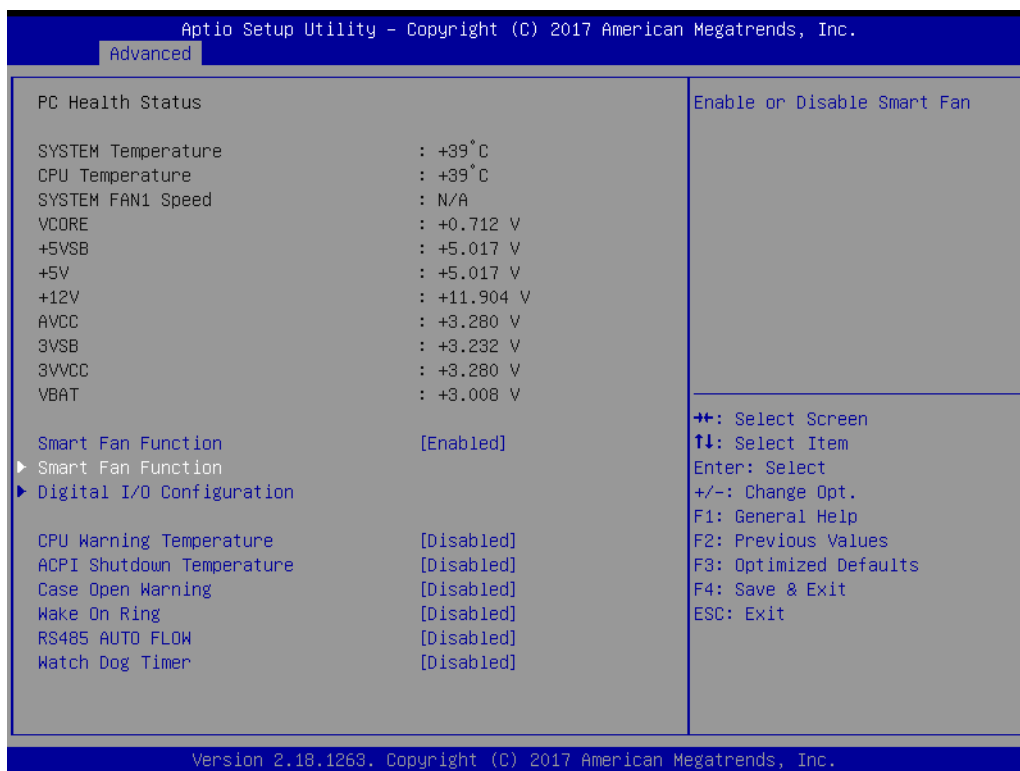 Aptio Setup Utility – Copyright (C) 2017 American Megatrends, Inc.
Advanced
PC Health Status
SYSTEM Temperature : +39°C
CPU Temperature : +39°C
SYSTEM FAN1 Speed : N/A
VCORE : +0.712 V
+5VSB : +5.017 V
+5V : +5.017 V
+12V : +11.904 V
AVCC : +3.280 V
3VSB : +3.232 V
3VVCC : +3.280 V
VBAT : +3.008 V
Smart Fan Function [Enabled]
Smart Fan Function
Digital I/O Configuration
CPU Warning Temperature [Disabled]
ACPI Shutdown Temperature [Disabled]
Case Open Warning [Disabled]
Wake On Ring [Disabled]
RS485 AUTO FLOW [Disabled]
Watch Dog Timer [Disabled]
Enable or Disable Smart Fan
→←: Select Screen
↑↓: Select Item
Enter: Select
+/-: Change Opt.
F1: General Help
F2: Previous Values
F3: Optimized Defaults
F4: Save & Exit
ESC: Exit
Version 2.18.1263. Copyright (C) 2017 American Megatrends, Inc.